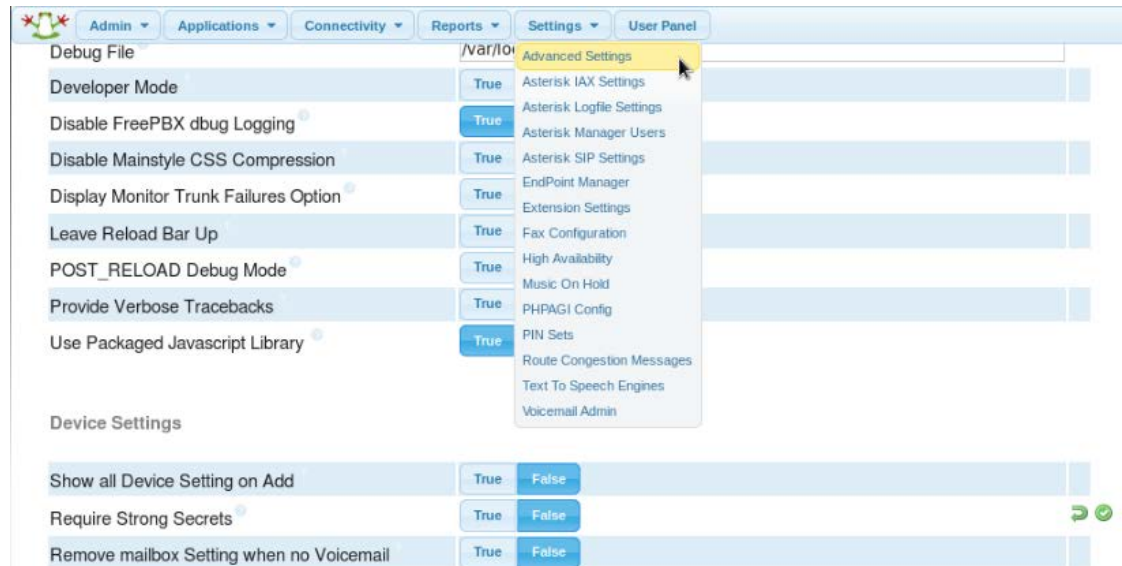 Admin Applications Connectivity Reports Settings User Panel
Debug File /var/lo
Advanced Settings
Developer Mode True
Asterisk IAX Settings
Asterisk Logfile Settings
Disable FreePBX dbug Logging True
Asterisk Manager Users
Disable Mainstyle CSS Compression True
Asterisk SIP Settings
EndPoint Manager
Display Monitor Trunk Failures Option True
Extension Settings
Leave Reload Bar Up True
Fax Configuration
High Availability
POST_RELOAD Debug Mode True
Music On Hold
Provide Verbose Tracebacks True
PHPAGI Config
PIN Sets
Use Packaged Javascript Library True
Route Congestion Messages
Text To Speech Engines
Voicemail Admin
Device Settings
Show all Device Setting on Add True False
Require Strong Secrets True False
Remove mailbox Setting when no Voicemail True False